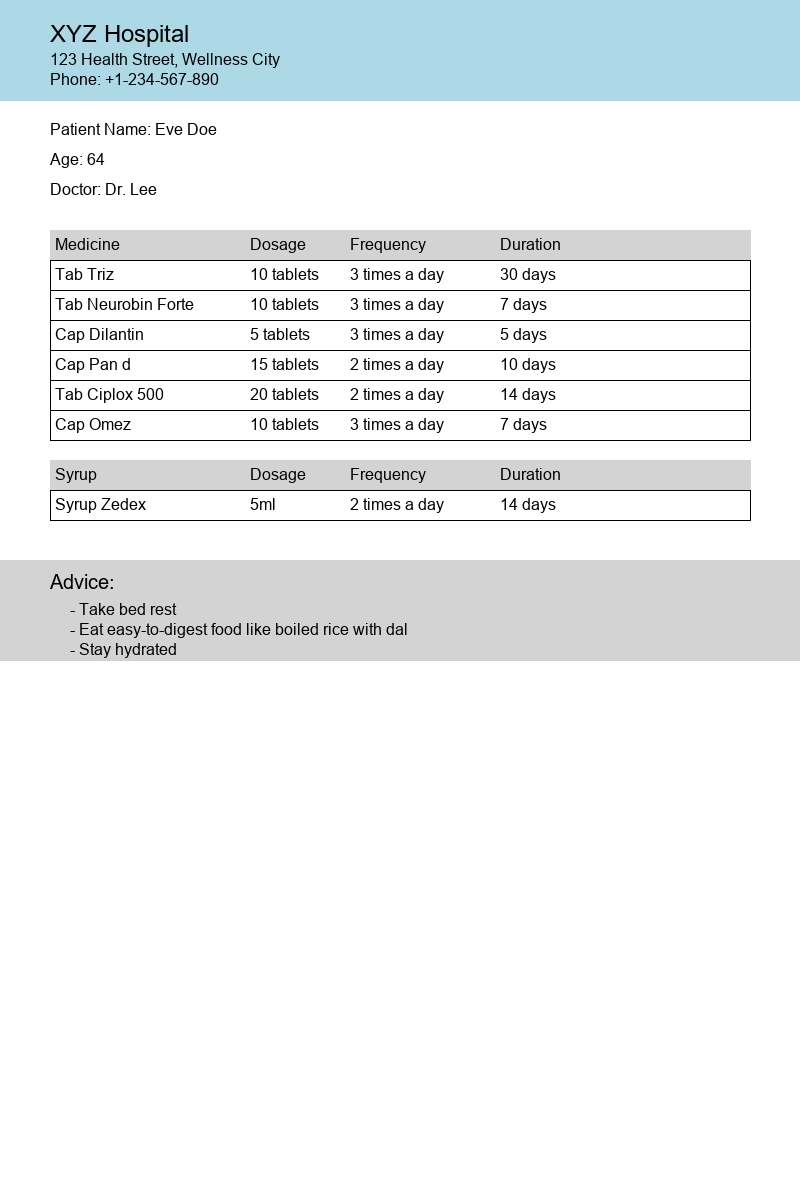 XYZ Hospital
123 Health Street, Wellness City
Phone: +1-234-567-890
Patient Name: Eve Doe
Age: 64
Doctor: Dr. Lee
Medicine Dosage Frequency Duration
Tab Triz 10 tablets 3 times a day 30 days
Tab Neurobin Forte 10 tablets 3 times a day 7 days
Cap Dilantin 5 tablets 3 times a day 5 days
Cap Pan d 15 tablets 2 times a day 10 days
Tab Ciplox 500 20 tablets 2 times a day 14 days
Cap Omez 10 tablets 3 times a day 7 days
Syrup Dosage Frequency Duration
Syrup Zedex 5ml 2 times a day 14 days
Advice:
- Take bed rest
- Eat easy-to-digest food like boiled rice with dal
- Stay hydrated